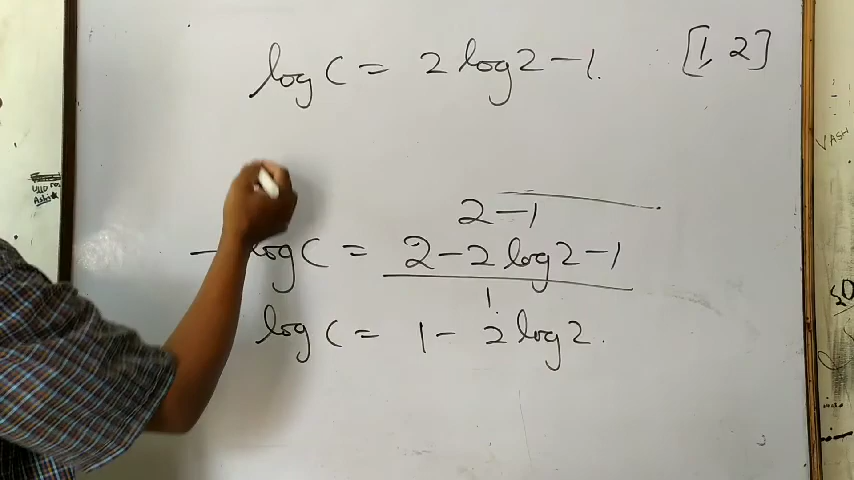 log C = 2 log 2 - 1. [1, 2]
2 - 1
- log C = 2 - 2 log 2 - 1
1
log C = 1 - 2 log 2.
VASH